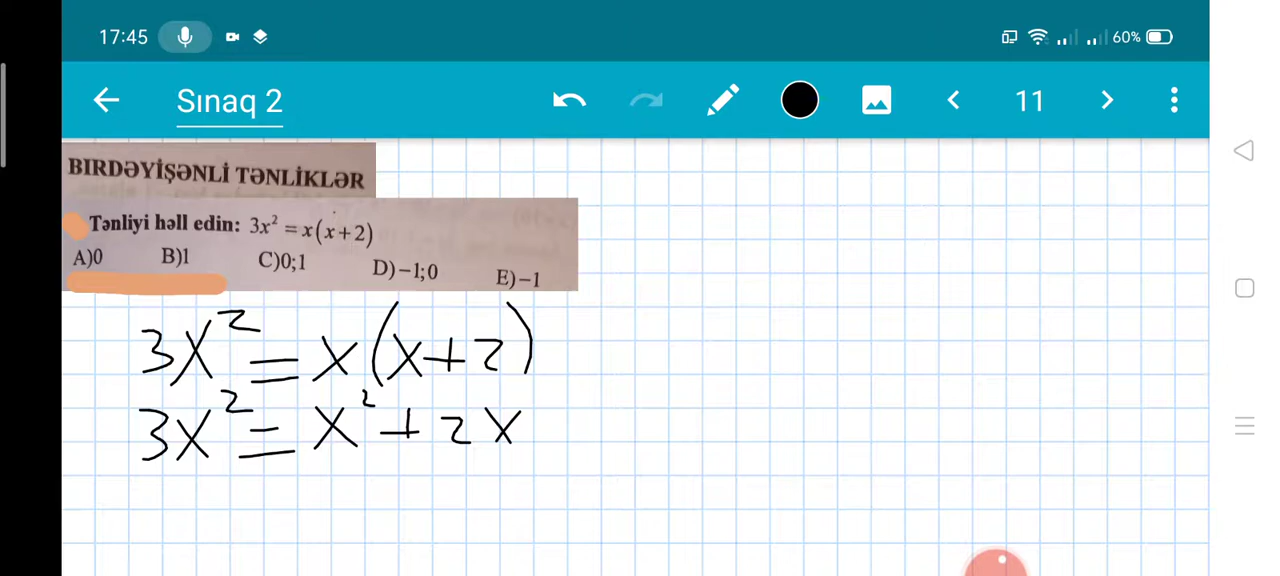 17:45
60%
Sınaq 2
11
BIRDƏYİŞƏNLİ TƏNLİKLƏR
Tənliyi həll edin: 3x² = x(x+2)
A)0 B)1 C)0;1 D)−1;0 E)−1
3x² = x(x+2)
3x² = x² + 2x